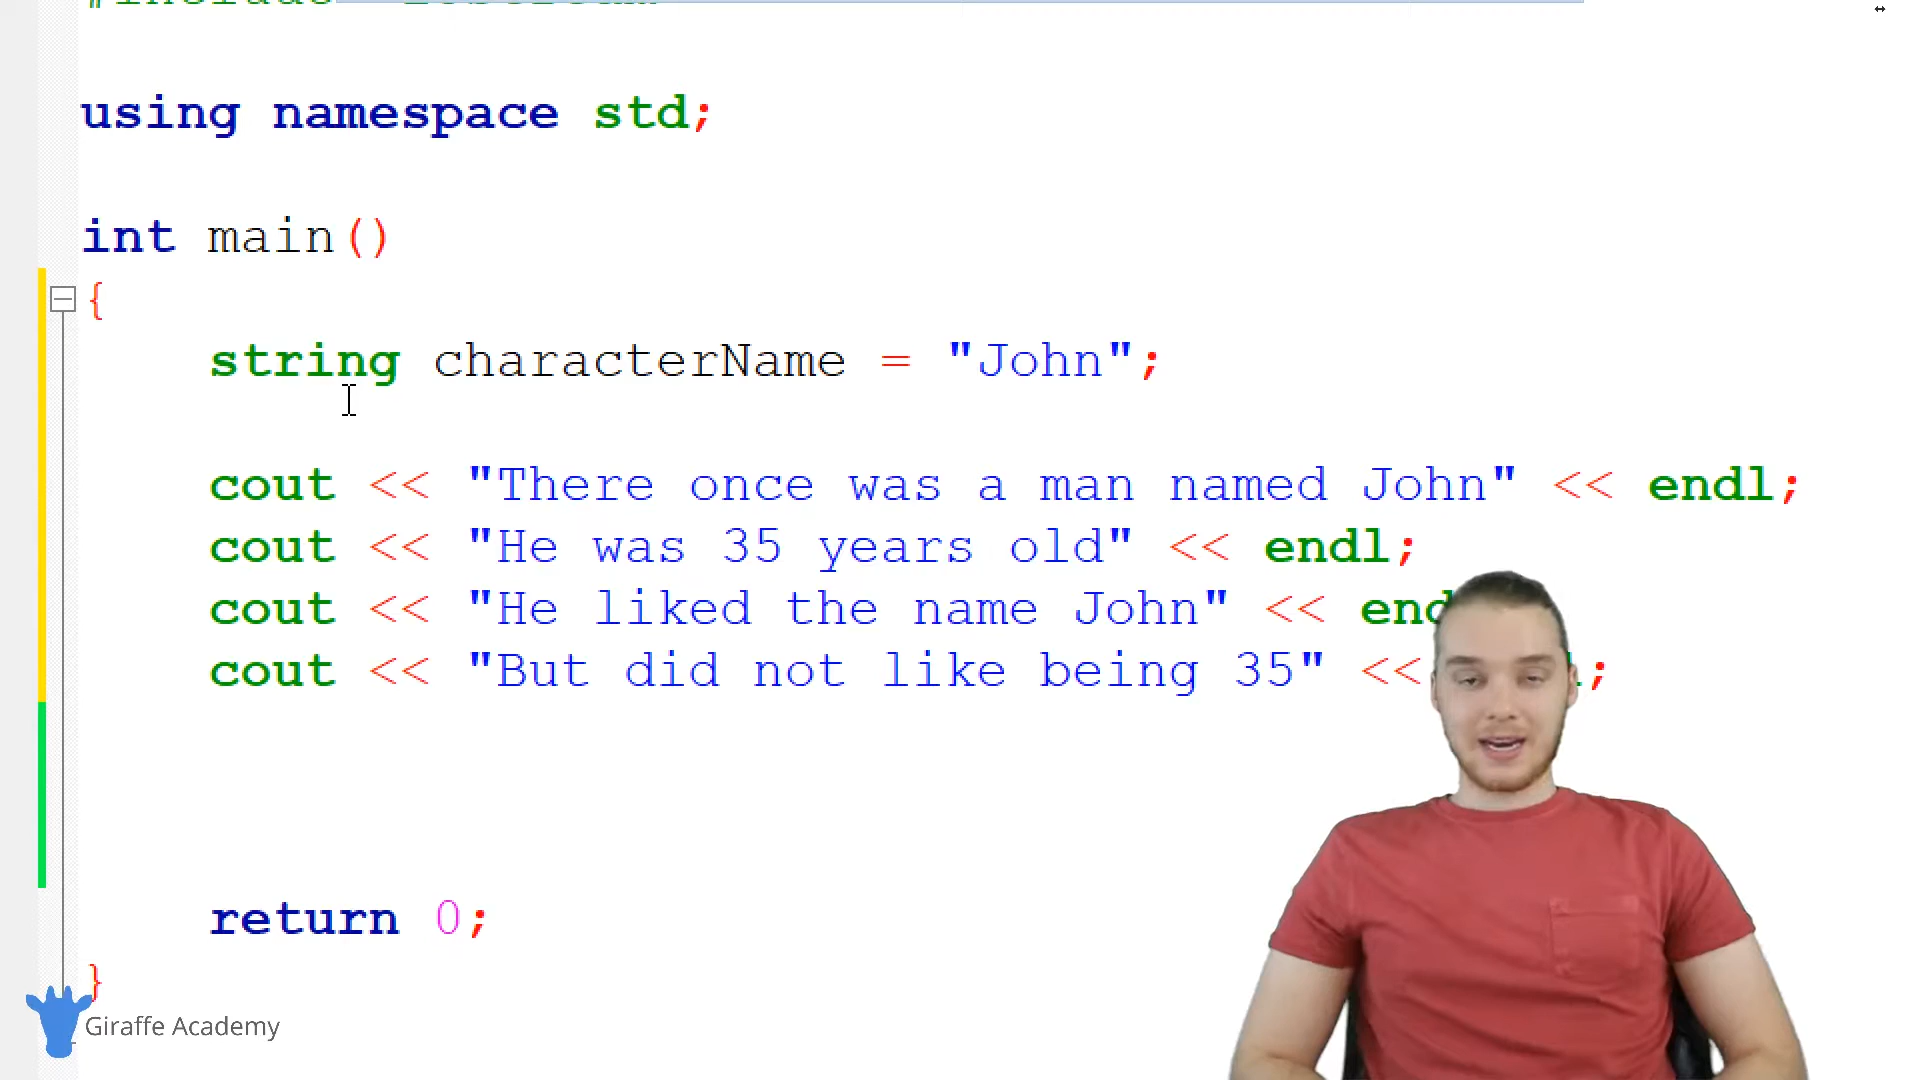 using namespace std;
int main()
{
string characterName = "John";
cout << "There once was a man named John" << endl;
cout << "He was 35 years old" << endl;
cout << "He liked the name John" << end
cout << "But did not like being 35" << ;
return 0;
}
Giraffe Academy